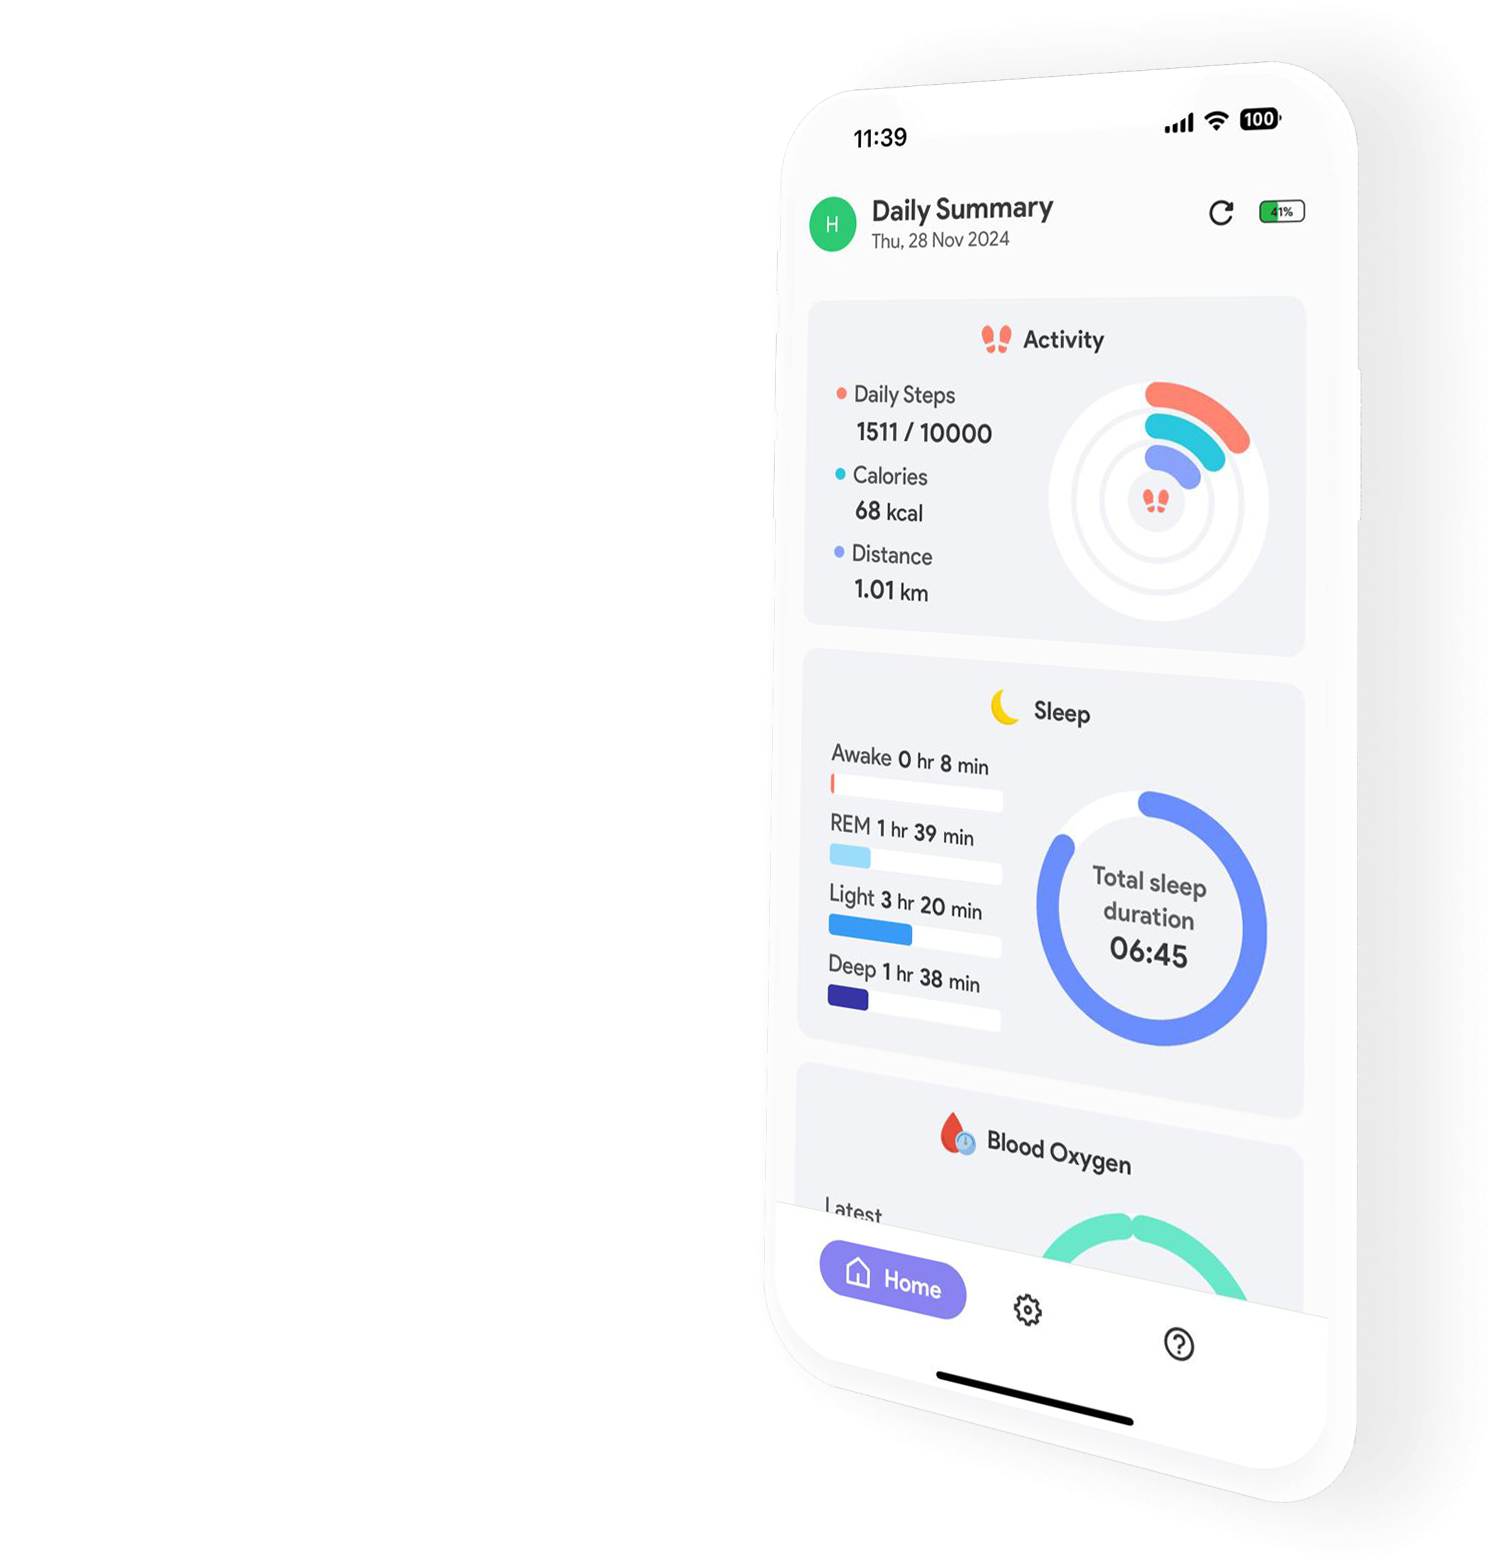 11:39
100
H
Daily Summary
41%
Thu, 28 Nov 2024
Activity
Daily Steps
1511 / 10000
Calories
68 kcal
Distance
1.01 km
Sleep
Awake 0 hr 8 min
REM 1 hr 39 min
Light 3 hr 20 min
Deep 1 hr 38 min
Total sleep
duration
06:45
Blood Oxygen
Latest
Home